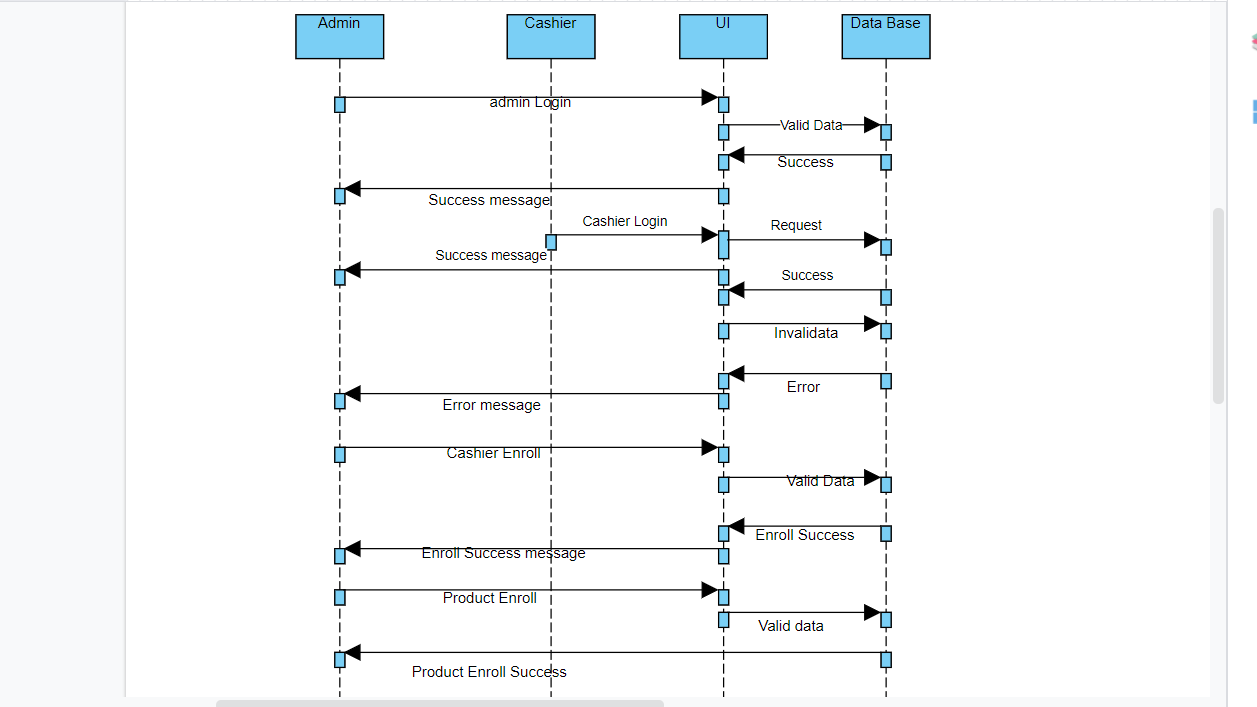 Admin
Cashier
UI
Data Base
admin Login
Valid Data
Success
Success message
Cashier Login
Request
Success message
Success
Invalidata
Error
Error message
Cashier Enroll
Valid Data
Enroll Success
Enroll Success message
Product Enroll
Valid data
Product Enroll Success